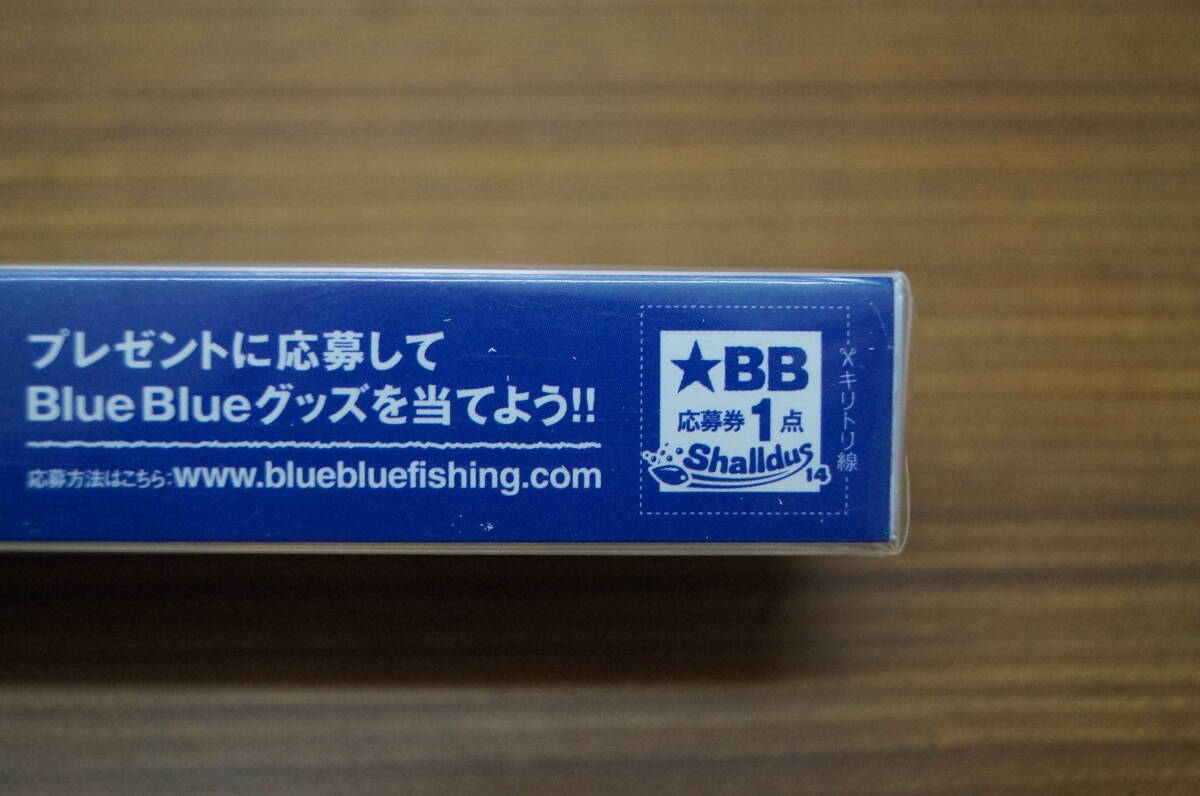 プレゼントに応募して
Blue Blueグッズを当てよう!!
応募方法はこちら:www.bluebluefishing.com
★BB
応募券1点
Shalldus
14
キリトリ線